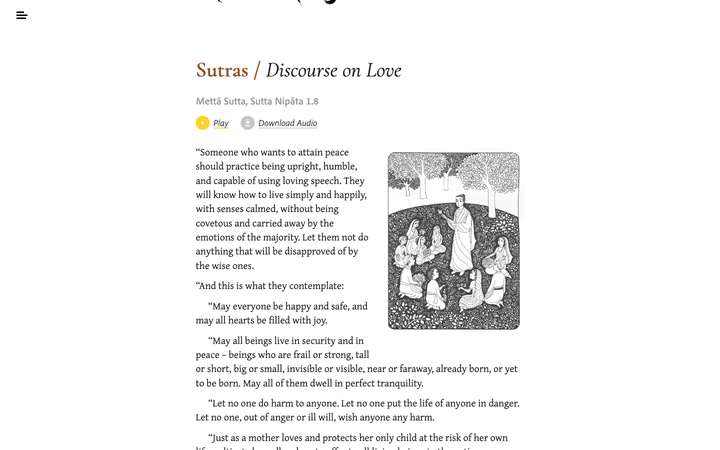 Sutras / Discourse on Love
Mettā Sutta, Sutta Nipāta 1.8
Play Download Audio
“Someone who wants to attain peace
should practice being upright, humble,
and capable of using loving speech. They
will know how to live simply and happily,
with senses calmed, without being
covetous and carried away by the
emotions of the majority. Let them not do
anything that will be disapproved of by
the wise ones.
“And this is what they contemplate:
“May everyone be happy and safe, and
may all hearts be filled with joy.
“May all beings live in security and in
peace – beings who are frail or strong, tall
or short, big or small, invisible or visible, near or faraway, already born, or yet
to be born. May all of them dwell in perfect tranquility.
“Let no one do harm to anyone. Let no one put the life of anyone in danger.
Let no one, out of anger or ill will, wish anyone any harm.
“Just as a mother loves and protects her only child at the risk of her own